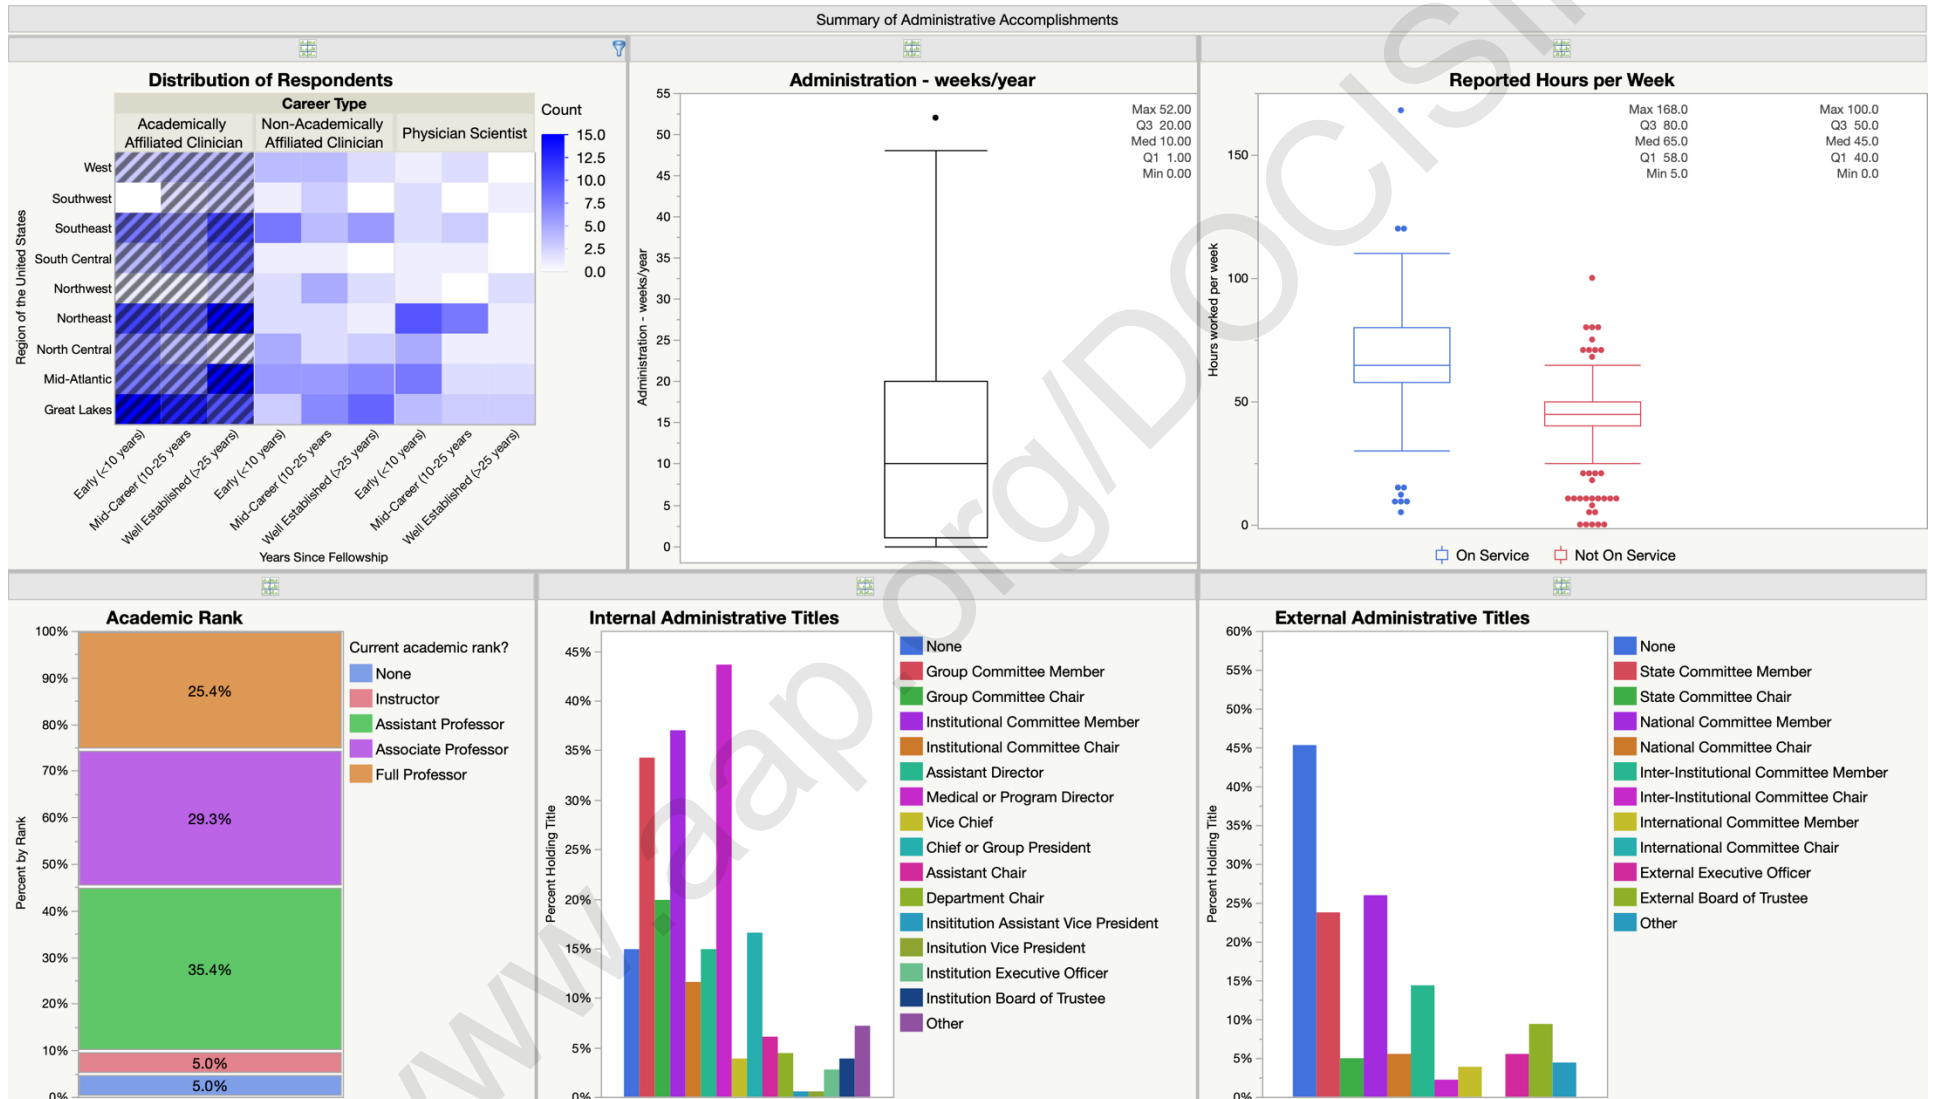 Summary of Administrative Accomplishments
Distribution of Respondents
Career Type
Academically
Affiliated Clinician
Non-Academically
Affiliated Clinician
Physician Scientist
Count
15.0
12.5
10.0
7.5
5.0
2.5
0.0
Region of the United States
West
Southwest
Southeast
South Central
Northwest
Northeast
North Central
Mid-Atlantic
Great Lakes
Early (<10 years)
Mid-Career (10-25 years
Well Established (>25 years)
Early (<10 years)
Mid-Career (10-25 years
Well Established (>25 years)
Early (<10 years)
Mid-Career (10-25 years
Well Established (>25 years)
Years Since Fellowship
Administration - weeks/year
Administration - weeks/year
55
50
45
40
35
30
25
20
15
10
5
0
Max 52.00
Q3 20.00
Med 10.00
Q1 1.00
Min 0.00
Reported Hours per Week
Hours worked per week
150
100
50
0
Max 168.0
Q3 80.0
Med 65.0
Q1 58.0
Min 5.0
Max 100.0
Q3 50.0
Med 45.0
Q1 40.0
Min 0.0
On Service
Not On Service
Academic Rank
Percent by Rank
100%
90%
80%
70%
60%
50%
40%
30%
20%
10%
0%
25.4%
29.3%
35.4%
5.0%
5.0%
Current academic rank?
None
Instructor
Assistant Professor
Associate Professor
Full Professor
Internal Administrative Titles
Percent Holding Title
45%
40%
35%
30%
25%
20%
15%
10%
5%
0%
None
Group Committee Member
Group Committee Chair
Institutional Committee Member
Institutional Committee Chair
Assistant Director
Medical or Program Director
Vice Chief
Chief or Group President
Assistant Chair
Department Chair
Insititution Assistant Vice President
Insitution Vice President
Institution Executive Officer
Institution Board of Trustee
Other
External Administrative Titles
Percent Holding Title
60%
55%
50%
45%
40%
35%
30%
25%
20%
15%
10%
5%
0%
None
State Committee Member
State Committee Chair
National Committee Member
National Committee Chair
Inter-Institutional Committee Member
Inter-Institutional Committee Chair
International Committee Member
International Committee Chair
External Executive Officer
External Board of Trustee
Other
www.aap.org/DOCISIn